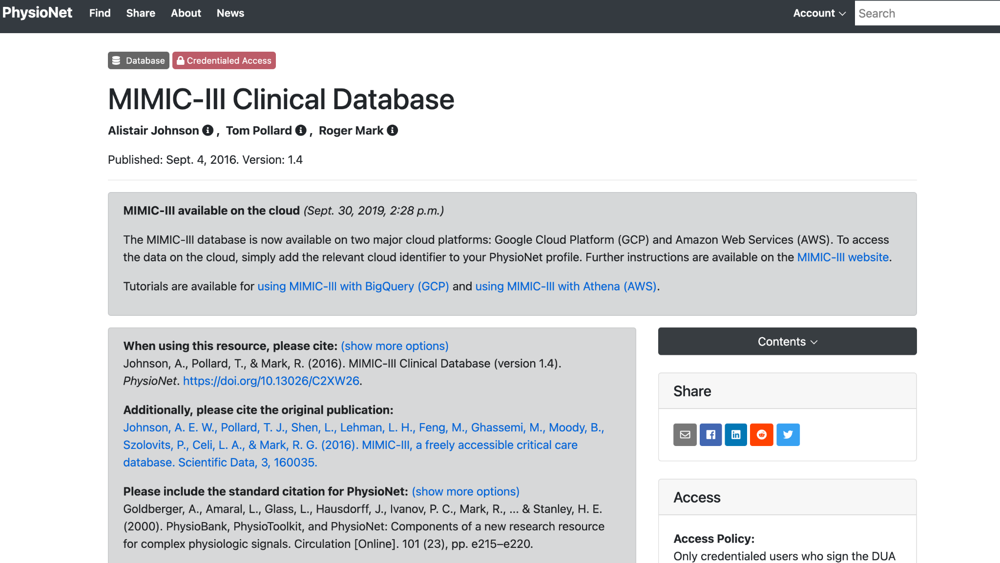 PhysioNet Find Share About News Account Search
Database Credentialed Access
MIMIC-III Clinical Database
Alistair Johnson , Tom Pollard , Roger Mark
Published: Sept. 4, 2016. Version: 1.4
MIMIC-III available on the cloud (Sept. 30, 2019, 2:28 p.m.)
The MIMIC-III database is now available on two major cloud platforms: Google Cloud Platform (GCP) and Amazon Web Services (AWS). To access
the data on the cloud, simply add the relevant cloud identifier to your PhysioNet profile. Further instructions are available on the MIMIC-III website.
Tutorials are available for using MIMIC-III with BigQuery (GCP) and using MIMIC-III with Athena (AWS).
When using this resource, please cite: (show more options)
Johnson, A., Pollard, T., & Mark, R. (2016). MIMIC-III Clinical Database (version 1.4).
PhysioNet. https://doi.org/10.13026/C2XW26.
Additionally, please cite the original publication:
Johnson, A. E. W., Pollard, T. J., Shen, L., Lehman, L. H., Feng, M., Ghassemi, M., Moody, B.,
Szolovits, P., Celi, L. A., & Mark, R. G. (2016). MIMIC-III, a freely accessible critical care
database. Scientific Data, 3, 160035.
Please include the standard citation for PhysioNet: (show more options)
Goldberger, A., Amaral, L., Glass, L., Hausdorff, J., Ivanov, P. C., Mark, R., ... & Stanley, H. E.
(2000). PhysioBank, PhysioToolkit, and PhysioNet: Components of a new research resource
for complex physiologic signals. Circulation [Online]. 101 (23), pp. e215–e220.
Contents
Share
Access
Access Policy:
Only credentialed users who sign the DUA